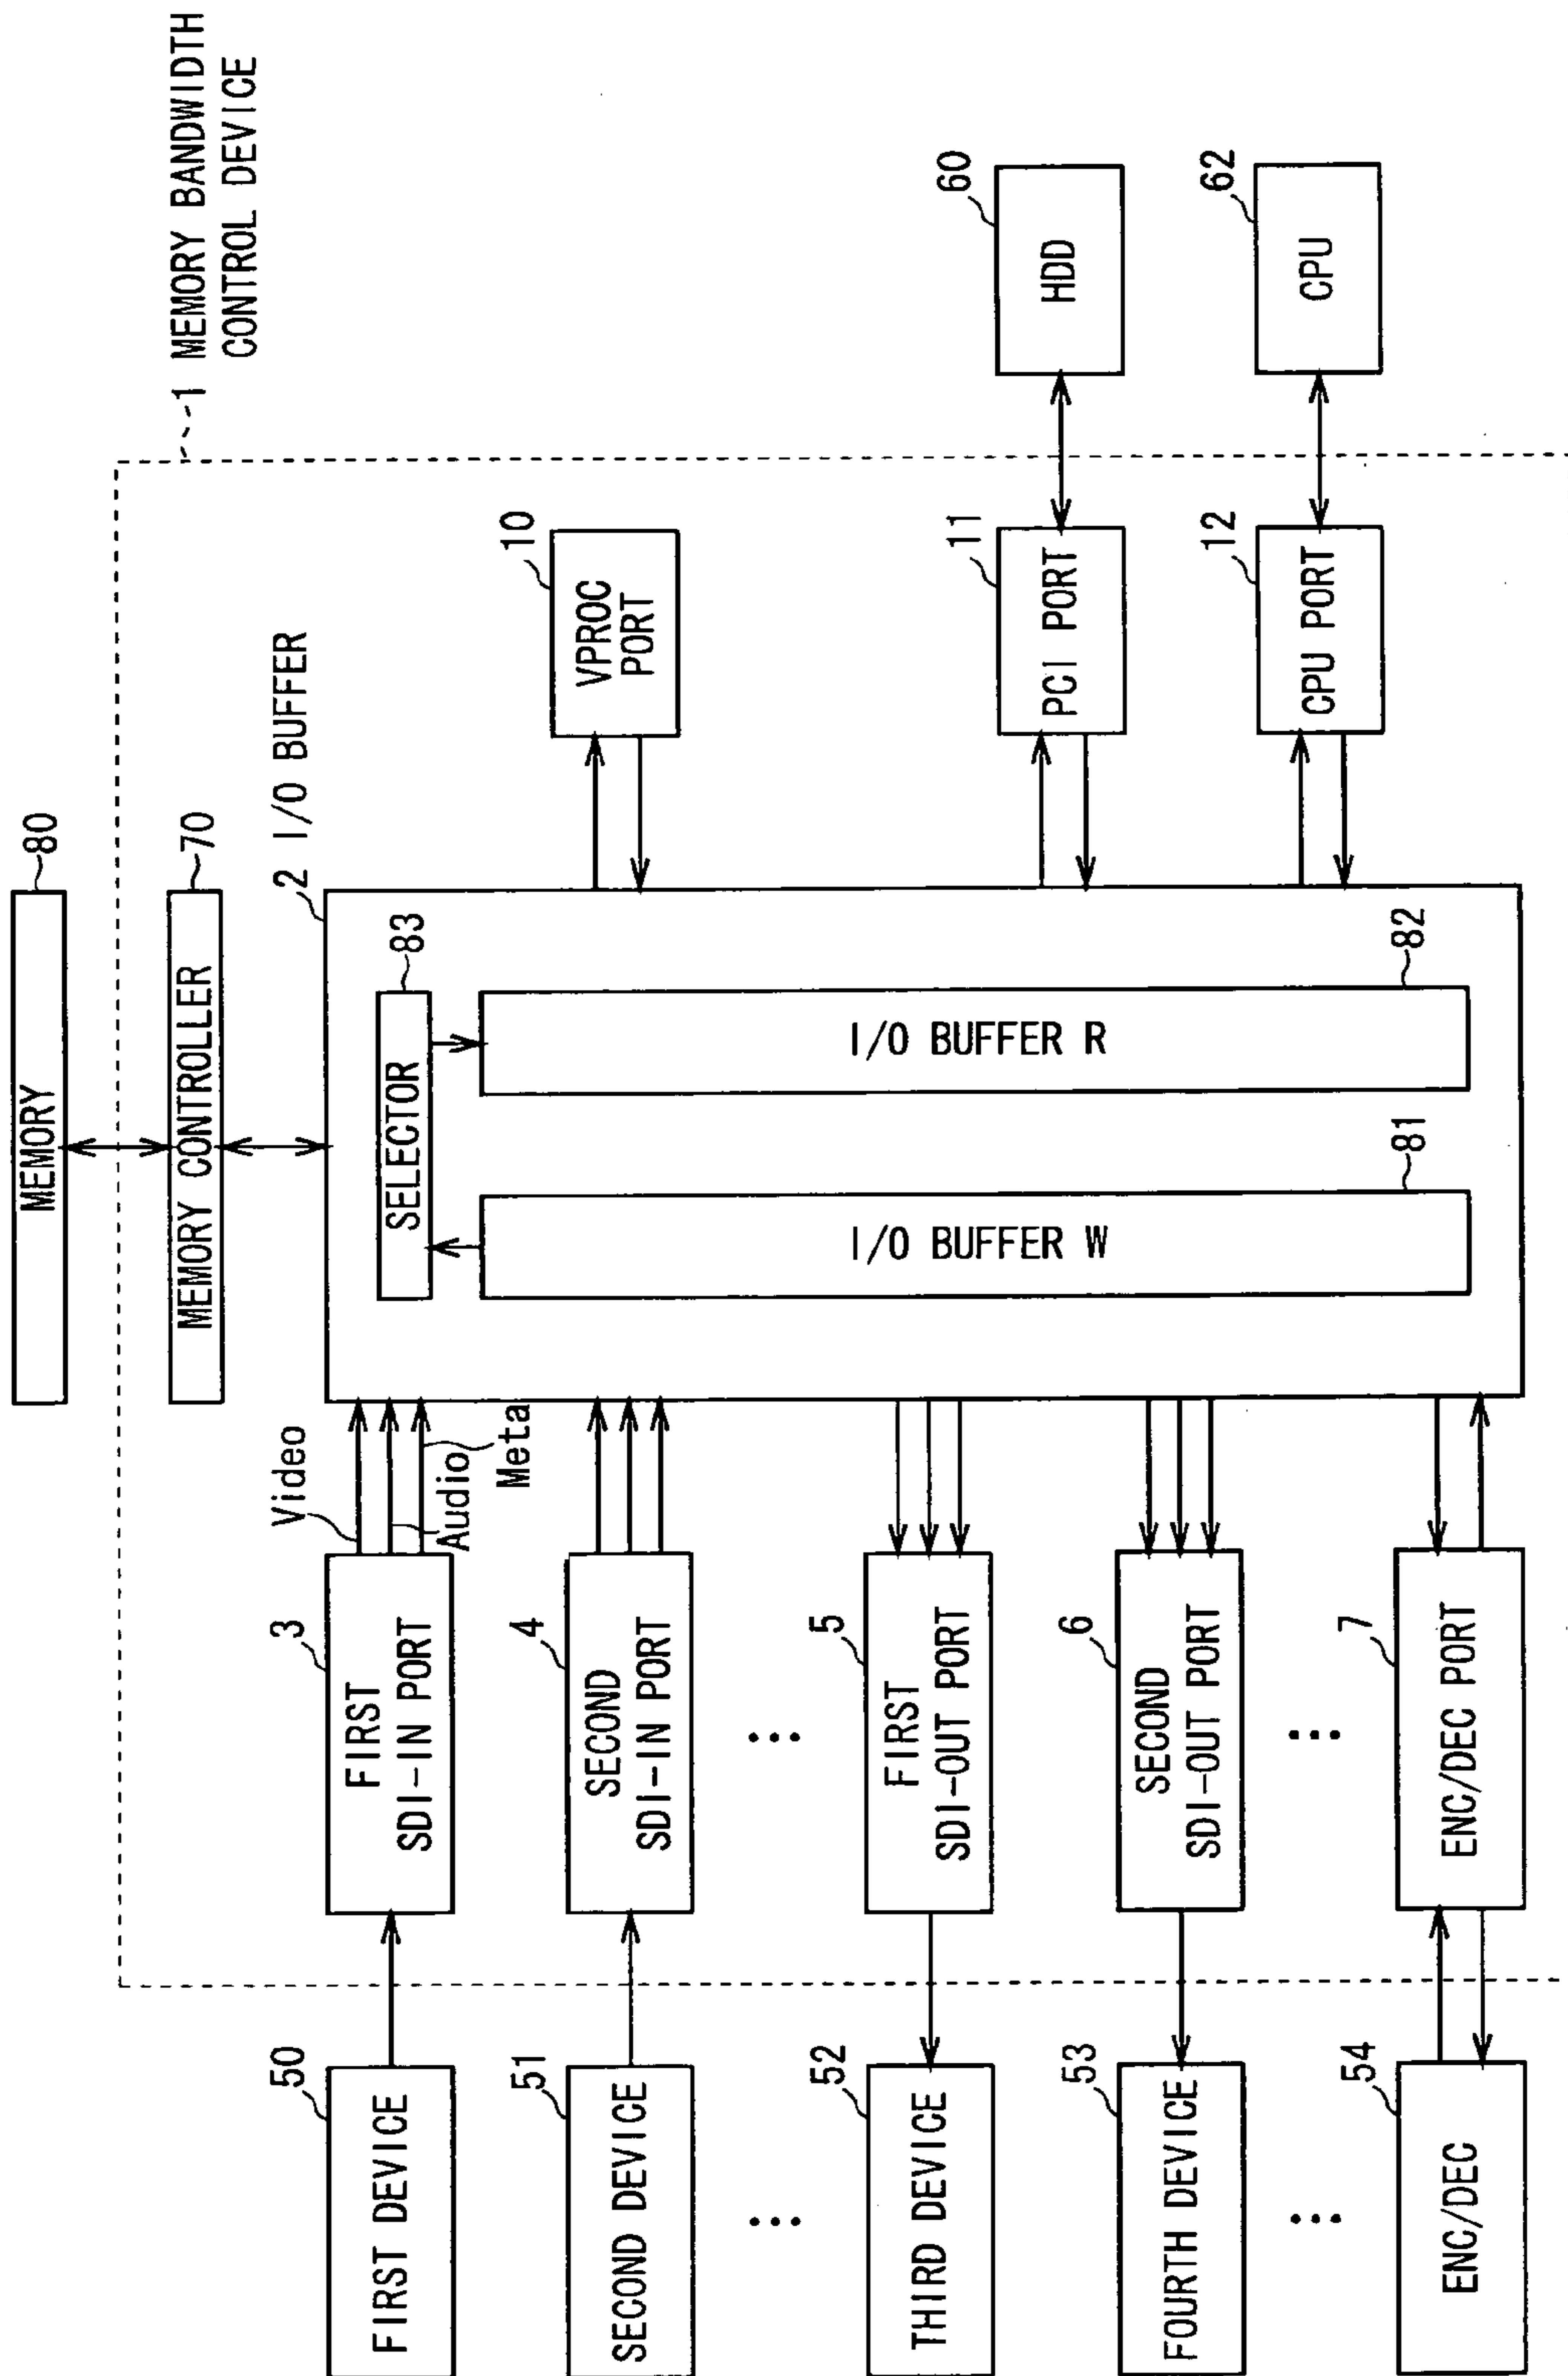 1 MEMORY BANDWIDTH
CONTROL DEVICE
80
MEMORY
70
MEMORY CONTROLLER
2 I/O BUFFER
83
SELECTOR
82
I/O BUFFER R
81
I/O BUFFER W
50
FIRST DEVICE
3
FIRST
SDI-IN PORT
Video
Audio
Meta
51
SECOND DEVICE
4
SECOND
SDI-IN PORT
52
THIRD DEVICE
5
FIRST
SDI-OUT PORT
53
FOURTH DEVICE
6
SECOND
SDI-OUT PORT
54
ENC/DEC
7
ENC/DEC PORT
10
VPROC
PORT
11
PCI PORT
60
HDD
12
CPU PORT
62
CPU